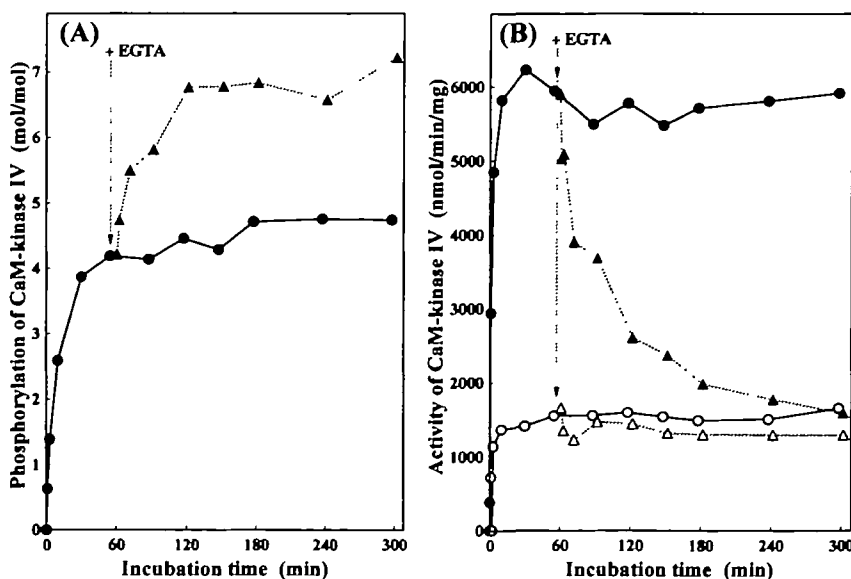 (A)
+ EGTA
Phosphorylation of CaM-kinase IV (mol/mol)
7
6
5
4
3
2
1
0
0 60 120 180 240 300
Incubation time (min)
(B)
+ EGTA
Activity of CaM-kinase IV (nmol/min/mg)
6000
5000
4000
3000
2000
1000
0
0 60 120 180 240 300
Incubation time (min)